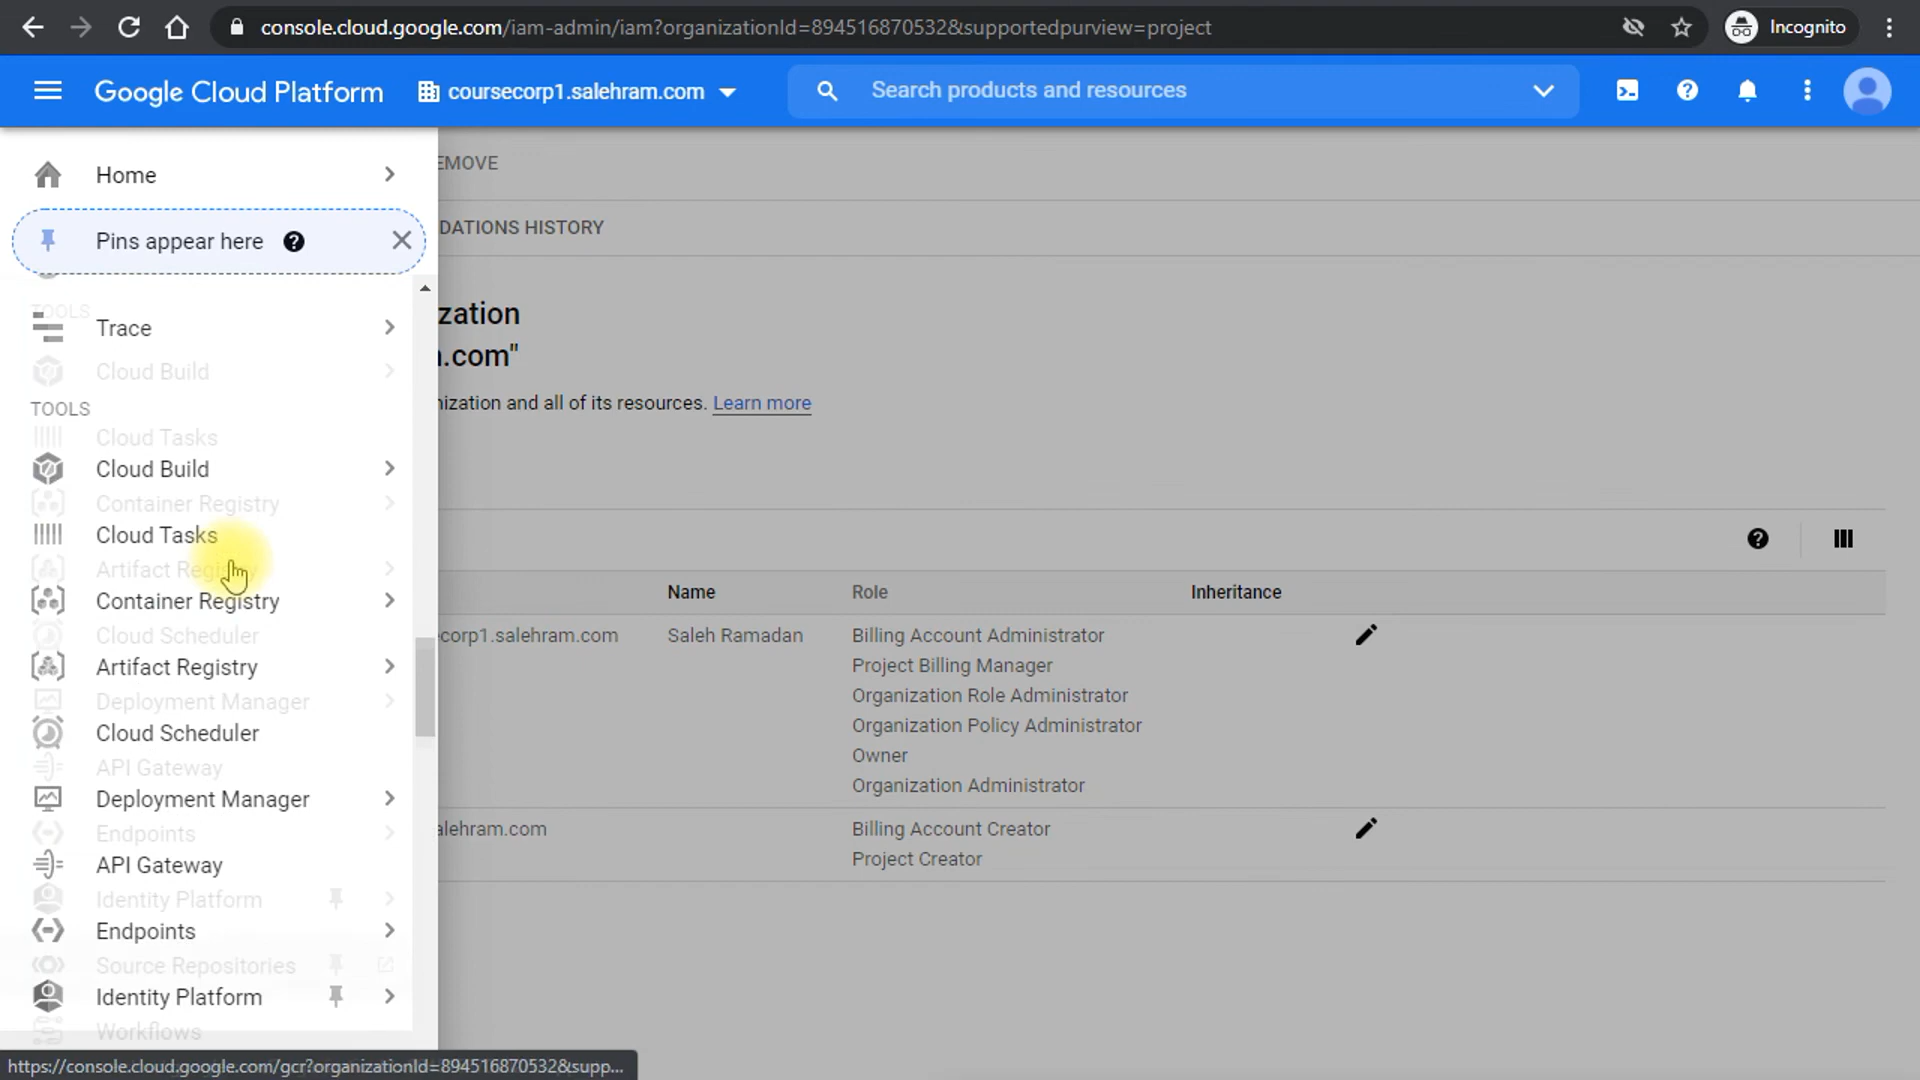 console.cloud.google.com/iam-admin/iam?organizationId=894516870532&supportedpurview=project
Incognito
Google Cloud Platform
coursecorp1.salehram.com
Search products and resources
Home
Pins appear here
TOOLS
Trace
Cloud Build
TOOLS
Cloud Tasks
Cloud Build
Container Registry
Cloud Tasks
Artifact Registry
Container Registry
Cloud Scheduler
Artifact Registry
Deployment Manager
Cloud Scheduler
API Gateway
Deployment Manager
Endpoints
API Gateway
Identity Platform
Endpoints
Source Repositories
Identity Platform
Workflows
EMOVE
DATIONS HISTORY
zation
.com"
ization and all of its resources. Learn more
Name Role Inheritance
corp1.salehram.com Saleh Ramadan Billing Account Administrator
Project Billing Manager
Organization Role Administrator
Organization Policy Administrator
Owner
Organization Administrator
alehram.com Billing Account Creator
Project Creator
https://console.cloud.google.com/gcr?organizationId=894516870532&supp...